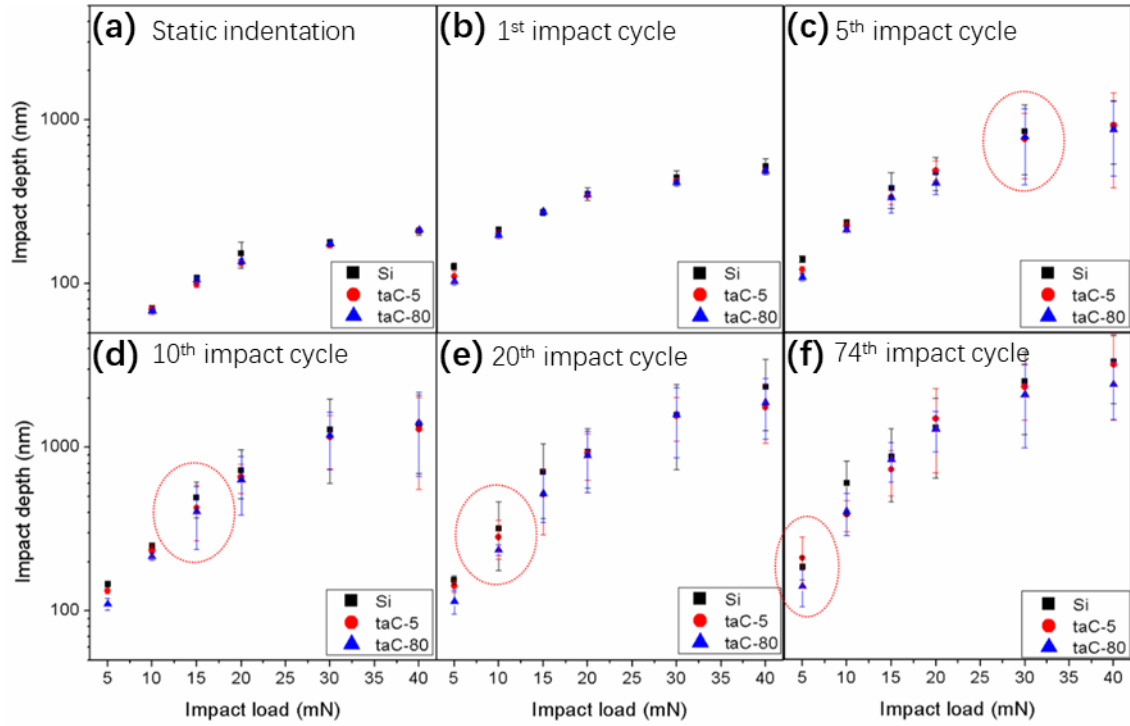 (a) Static indentation
(b) 1st impact cycle
(c) 5th impact cycle
Impact depth (nm)
1000
100
Si
taC-5
taC-80
Si
taC-5
taC-80
Si
taC-5
taC-80
(d) 10th impact cycle
(e) 20th impact cycle
(f) 74th impact cycle
Impact depth (nm)
1000
100
Si
taC-5
taC-80
Si
taC-5
taC-80
Si
taC-5
taC-80
5 10 15 20 25 30 35 40
5 10 15 20 25 30 35 40
5 10 15 20 25 30 35 40
Impact load (mN)
Impact load (mN)
Impact load (mN)